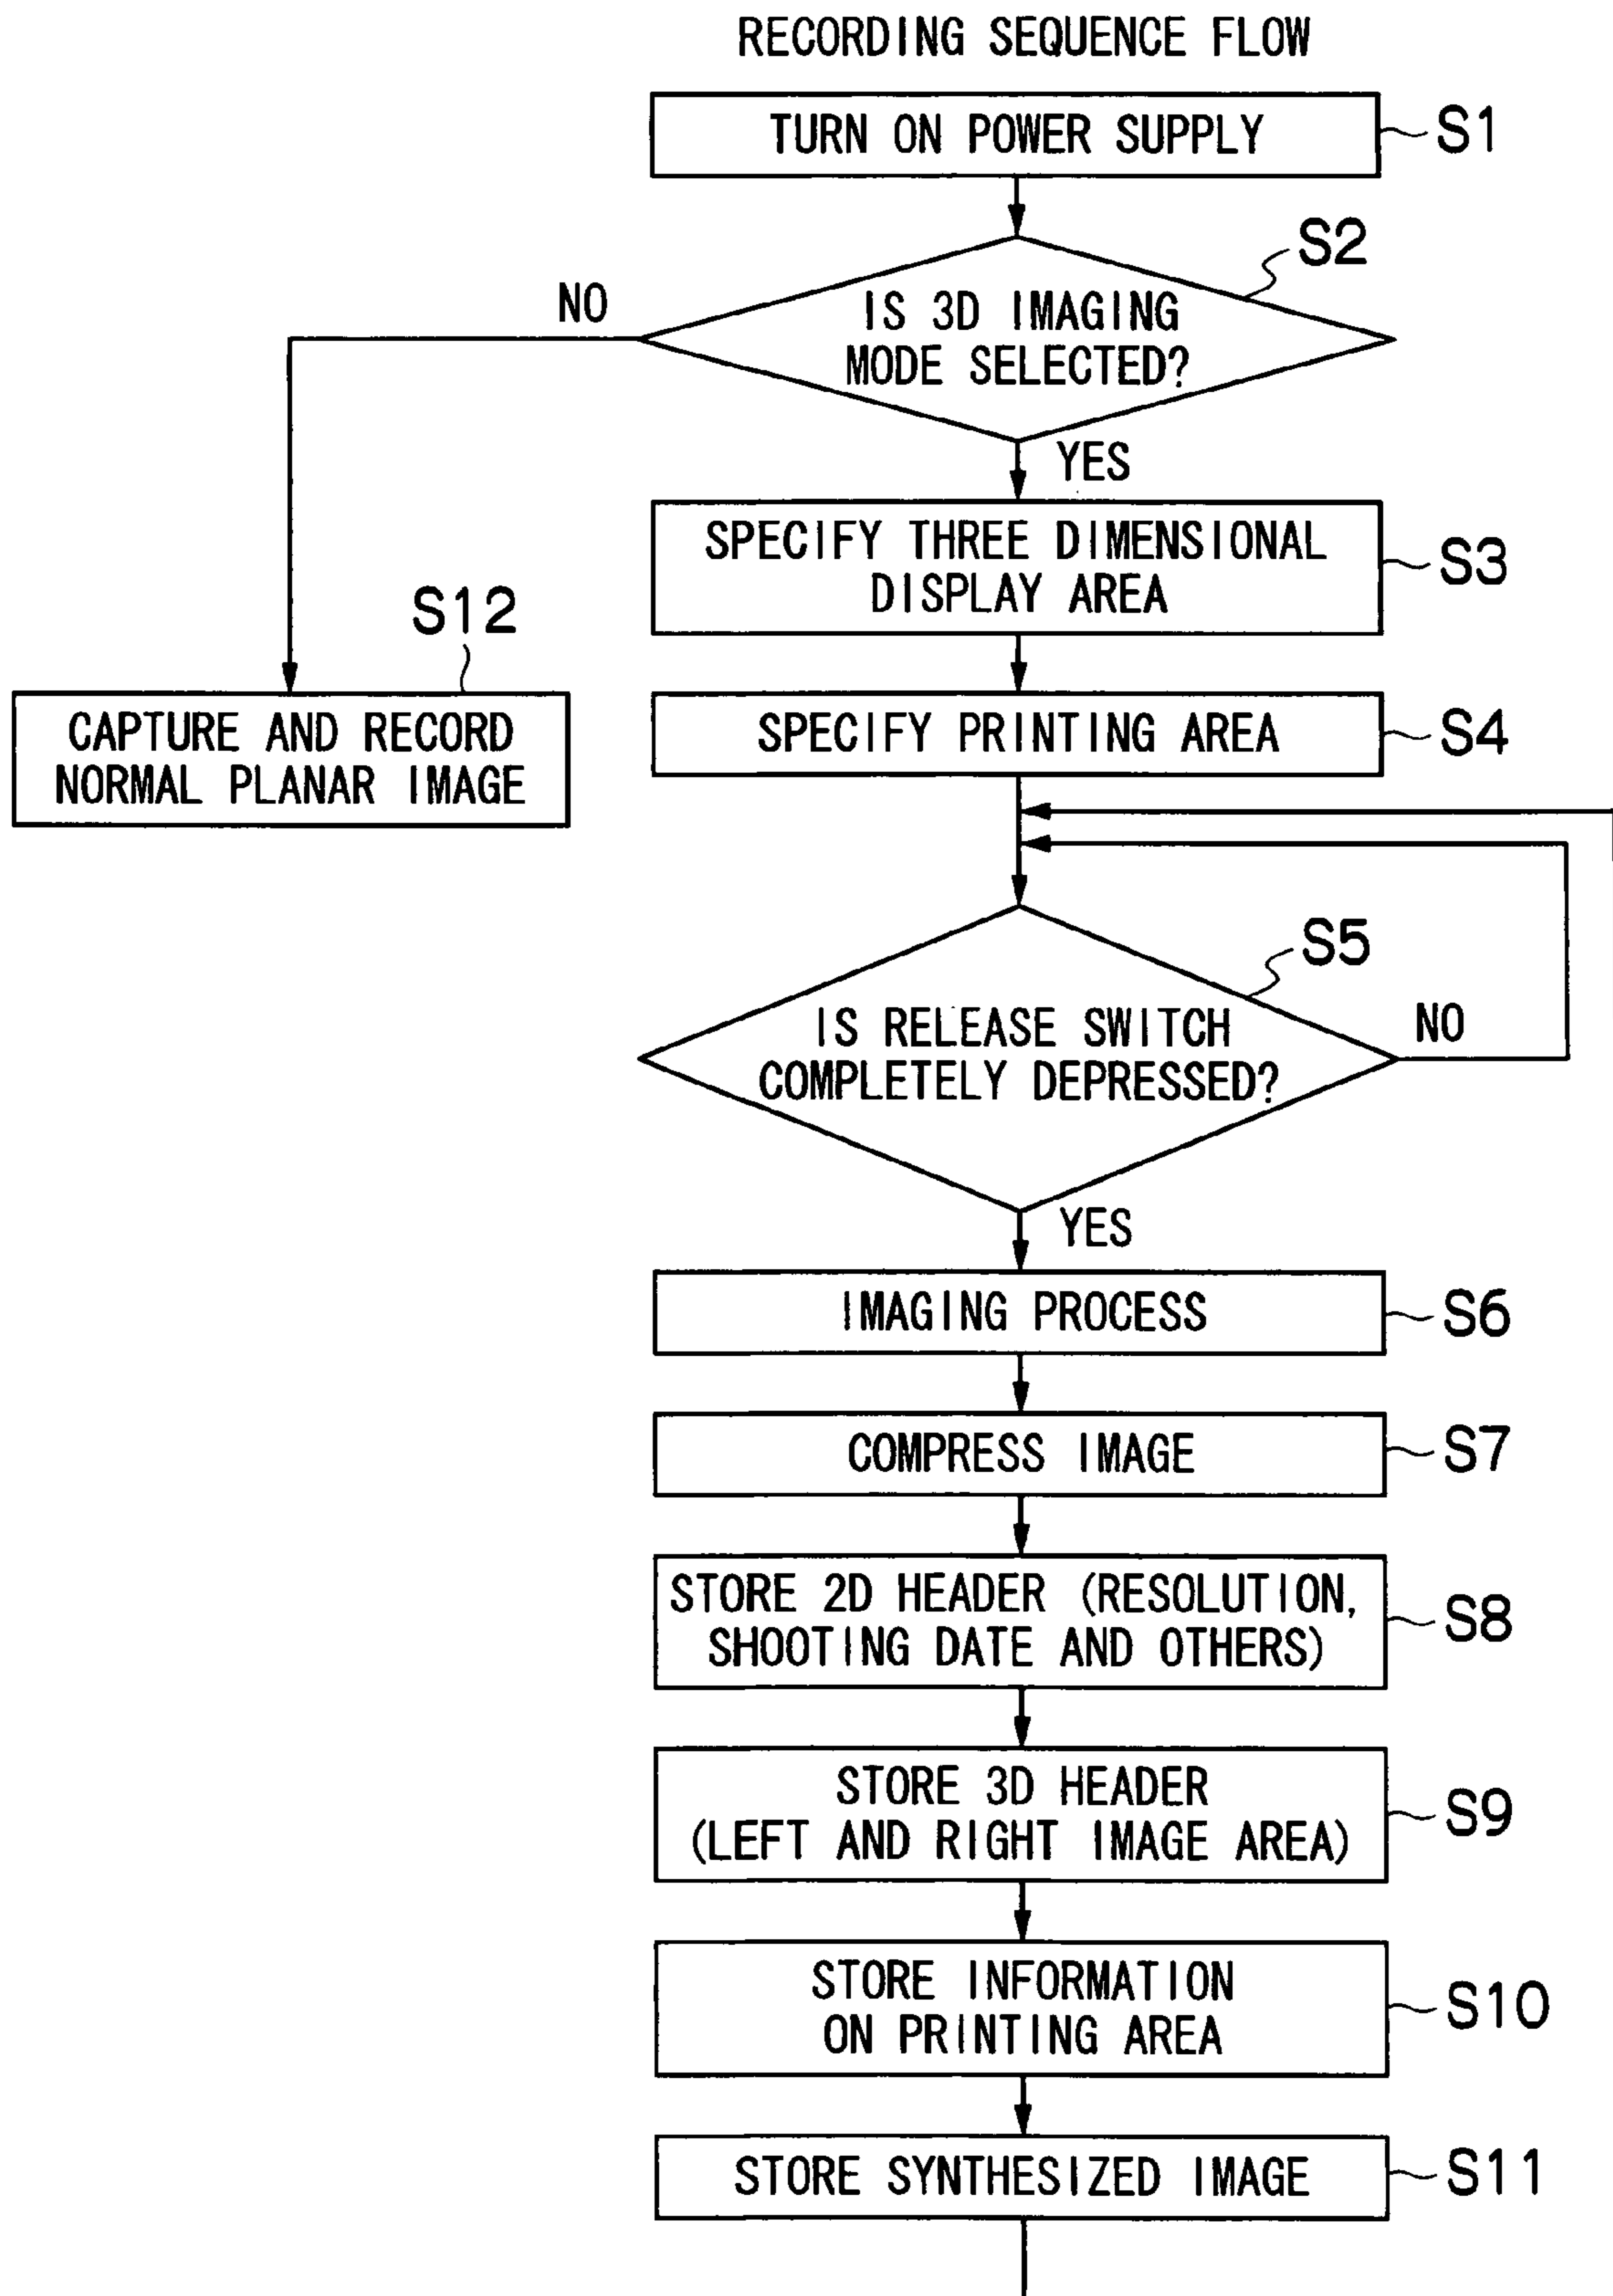 RECORDING SEQUENCE FLOW
TURN ON POWER SUPPLY
S1
S2
IS 3D IMAGING
MODE SELECTED?
NO
YES
SPECIFY THREE DIMENSIONAL
DISPLAY AREA
S3
S12
CAPTURE AND RECORD
NORMAL PLANAR IMAGE
SPECIFY PRINTING AREA
S4
S5
IS RELEASE SWITCH
COMPLETELY DEPRESSED?
NO
YES
IMAGING PROCESS
S6
COMPRESS IMAGE
S7
STORE 2D HEADER (RESOLUTION,
SHOOTING DATE AND OTHERS)
S8
STORE 3D HEADER
(LEFT AND RIGHT IMAGE AREA)
S9
STORE INFORMATION
ON PRINTING AREA
S10
STORE SYNTHESIZED IMAGE
S11